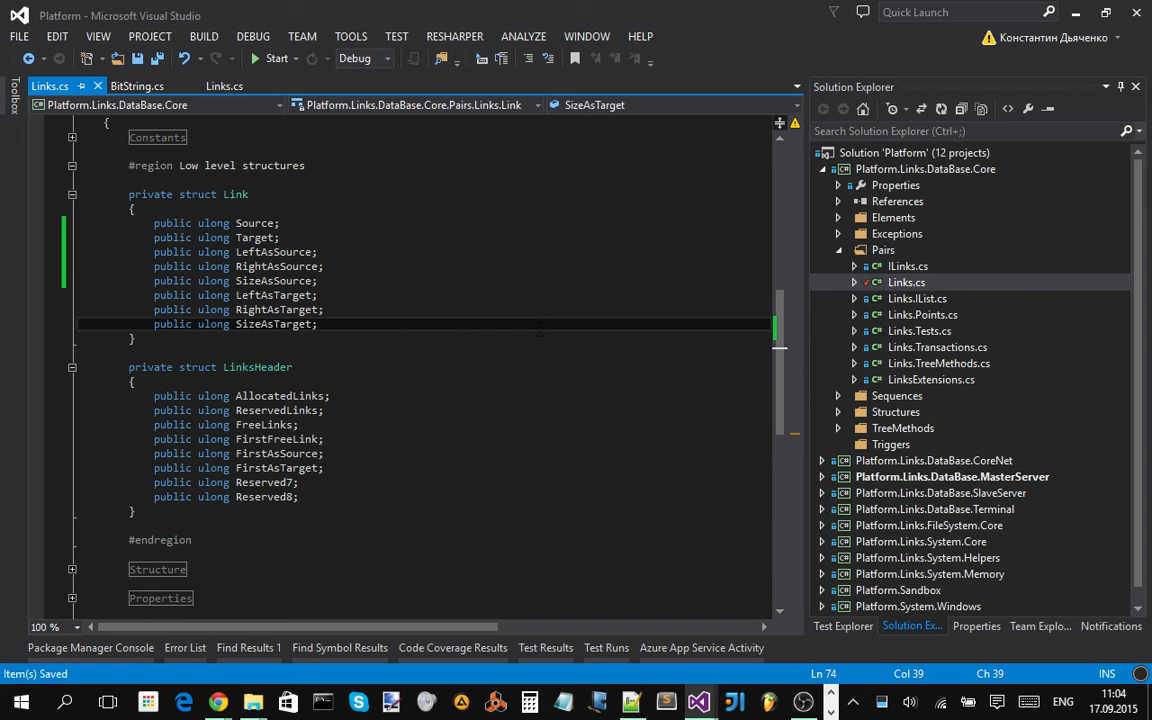 Platform - Microsoft Visual Studio
Quick Launch
FILE EDIT VIEW PROJECT BUILD DEBUG TEAM TOOLS TEST RESHARPER ANALYZE WINDOW HELP
Константин Дьяченко
Start Debug
Toolbox
Links.cs BitString.cs Links.cs
Platform.Links.DataBase.Core Platform.Links.DataBase.Core.Pairs.Links.Link SizeAsTarget
{
Constants
#region Low level structures
private struct Link
{
public ulong Source;
public ulong Target;
public ulong LeftAsSource;
public ulong RightAsSource;
public ulong SizeAsSource;
public ulong LeftAsTarget;
public ulong RightAsTarget;
public ulong SizeAsTarget;
}
private struct LinksHeader
{
public ulong AllocatedLinks;
public ulong ReservedLinks;
public ulong FreeLinks;
public ulong FirstFreeLink;
public ulong FirstAsSource;
public ulong FirstAsTarget;
public ulong Reserved7;
public ulong Reserved8;
}
#endregion
Structure
Properties
100 %
Solution Explorer
Search Solution Explorer (Ctrl+;)
Solution 'Platform' (12 projects)
Platform.Links.DataBase.Core
Properties
References
Elements
Exceptions
Pairs
ILinks.cs
Links.cs
Links.IList.cs
Links.Points.cs
Links.Tests.cs
Links.Transactions.cs
Links.TreeMethods.cs
LinksExtensions.cs
Sequences
Structures
TreeMethods
Triggers
Platform.Links.DataBase.CoreNet
Platform.Links.DataBase.MasterServer
Platform.Links.DataBase.SlaveServer
Platform.Links.DataBase.Terminal
Platform.Links.FileSystem.Core
Platform.Links.System.Core
Platform.Links.System.Helpers
Platform.Links.System.Memory
Platform.Sandbox
Platform.System.Windows
Test Explorer Solution Ex... Properties Team Explo... Notifications
Package Manager Console Error List Find Results 1 Find Symbol Results Code Coverage Results Test Results Test Runs Azure App Service Activity
Item(s) Saved Ln 74 Col 39 Ch 39 INS
ENG
11:04
17.09.2015